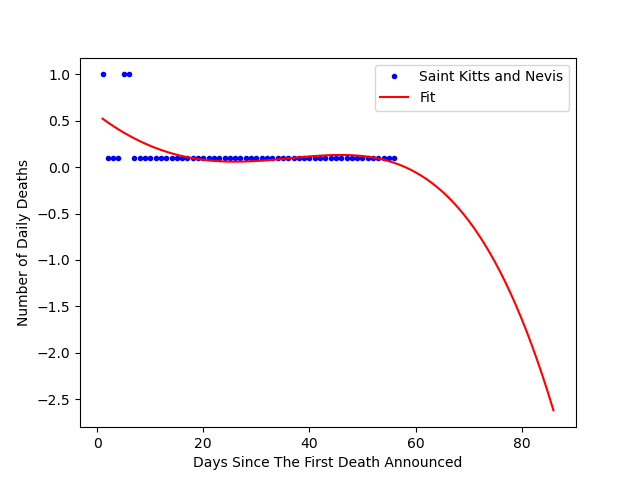 Saint Kitts and Nevis
Fit
1.0
0.5
0.0
−0.5
−1.0
−1.5
−2.0
−2.5
Number of Daily Deaths
0 20 40 60 80
Days Since The First Death Announced